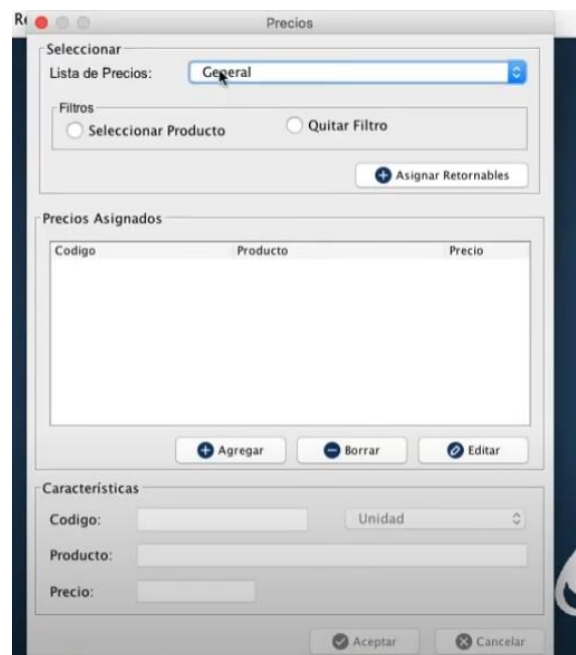 Precios
Seleccionar
Lista de Precios: General
Filtros
Seleccionar Producto Quitar Filtro
Asignar Retornables
Precios Asignados
Codigo Producto Precio
Agregar Borrar Editar
Características
Codigo: Unidad
Producto:
Precio:
Aceptar Cancelar